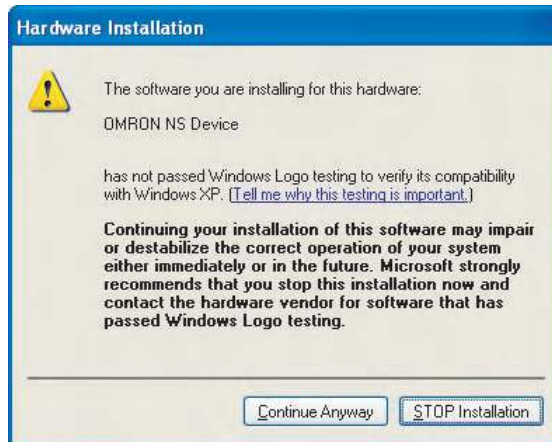 Hardware Installation
The software you are installing for this hardware:
OMRON NS Device
has not passed Windows Logo testing to verify its compatibility
with Windows XP. (Tell me why this testing is important.)
Continuing your installation of this software may impair
or destabilize the correct operation of your system
either immediately or in the future. Microsoft strongly
recommends that you stop this installation now and
contact the hardware vendor for software that has
passed Windows Logo testing.
Continue Anyway
STOP Installation